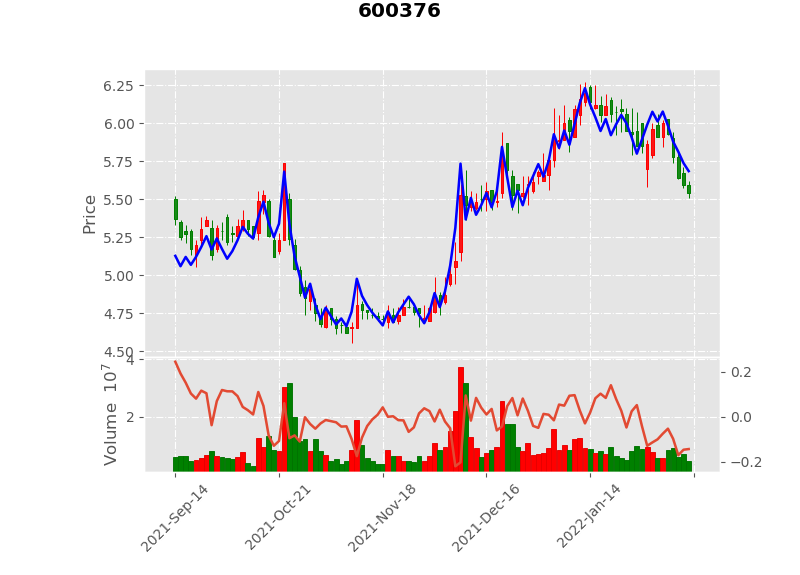 600376
6.25
6.00
5.75
5.50
5.25
5.00
4.75
4.50
Price
4
2
Volume 10^7
0.2
0.0
−0.2
2021-Sep-14
2021-Oct-21
2021-Nov-18
2021-Dec-16
2022-Jan-14